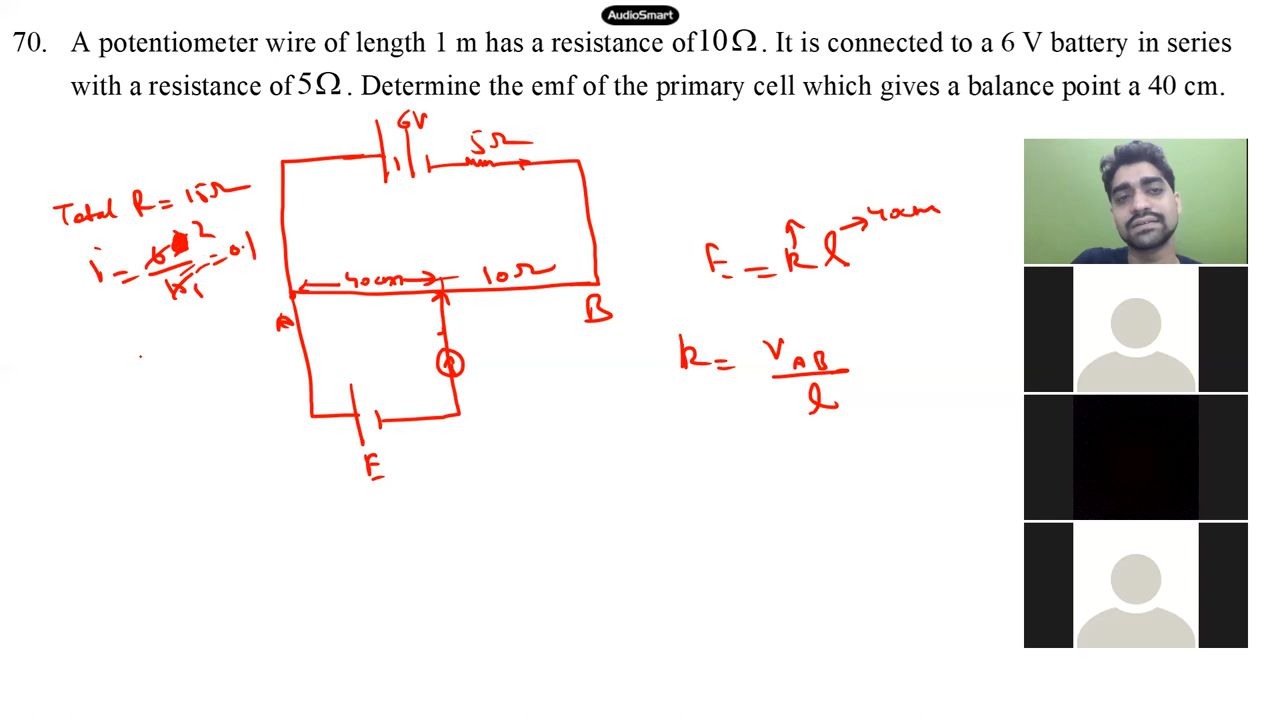 AudioSmart
70. A potentiometer wire of length 1 m has a resistance of 10Ω. It is connected to a 6 V battery in series
with a resistance of 5Ω. Determine the emf of the primary cell which gives a balance point a 40 cm.
6V
5Ω
Total R = 15Ω
40cm
E = k l
40cm 10Ω
A
B
k = V AB
l
G
E